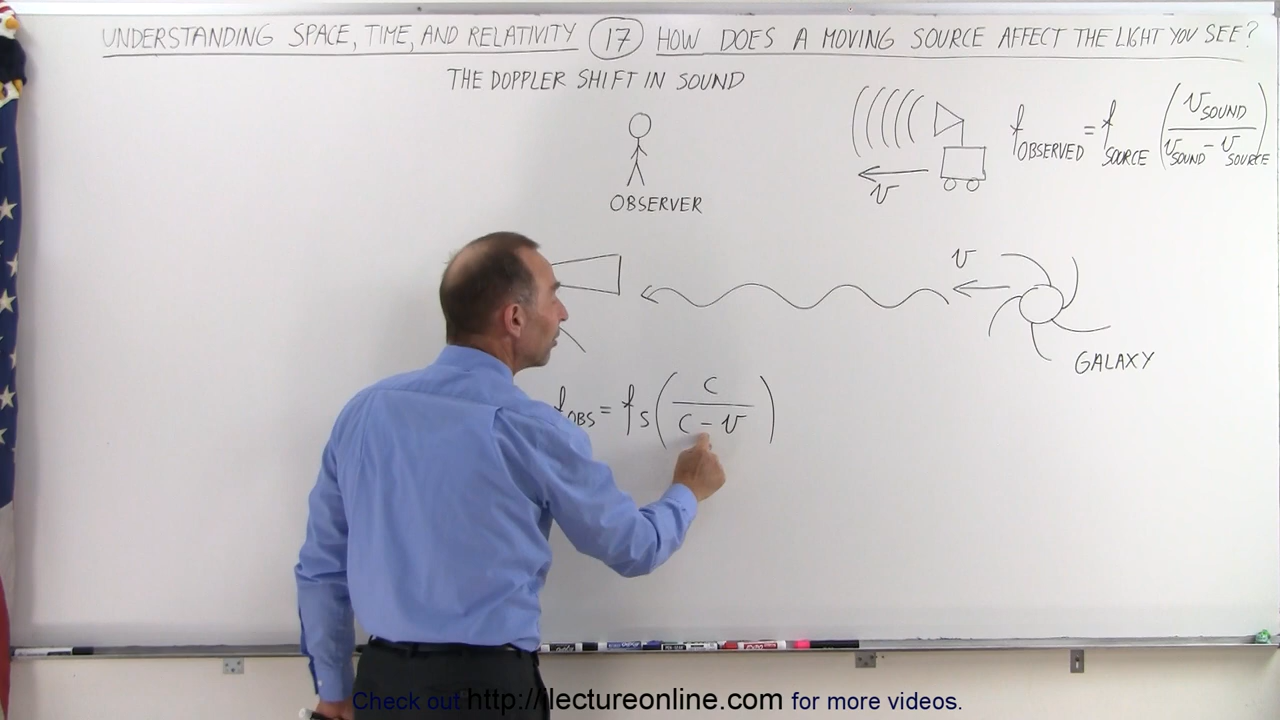 UNDERSTANDING SPACE, TIME, AND RELATIVITY 17 HOW DOES A MOVING SOURCE AFFECT THE LIGHT YOU SEE?
THE DOPPLER SHIFT IN SOUND
f OBSERVED = f SOURCE ( v SOUND / v SOUND - v SOURCE )
v
OBSERVER
v
GALAXY
f OBS = f S ( c / c - v )
Check out http://ilectureonline.com for more videos.